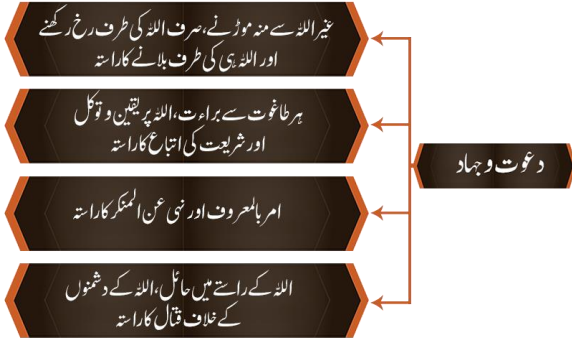 غیر اللہ سے منہ موڑنے، صرف اللہ کی طرف رخ رکھنے
اور اللہ ہی کی طرف بلانے کا راستہ
ہر طاغوت سے براءت، اللہ پر یقین و توکل
اور شریعت کی اتباع کا راستہ
دعوت و جہاد
امر بالمعروف اور نہی عن المنکر کا راستہ
اللہ کے راستے میں حائل، اللہ کے دشمنوں
کے خلاف قتال کا راستہ